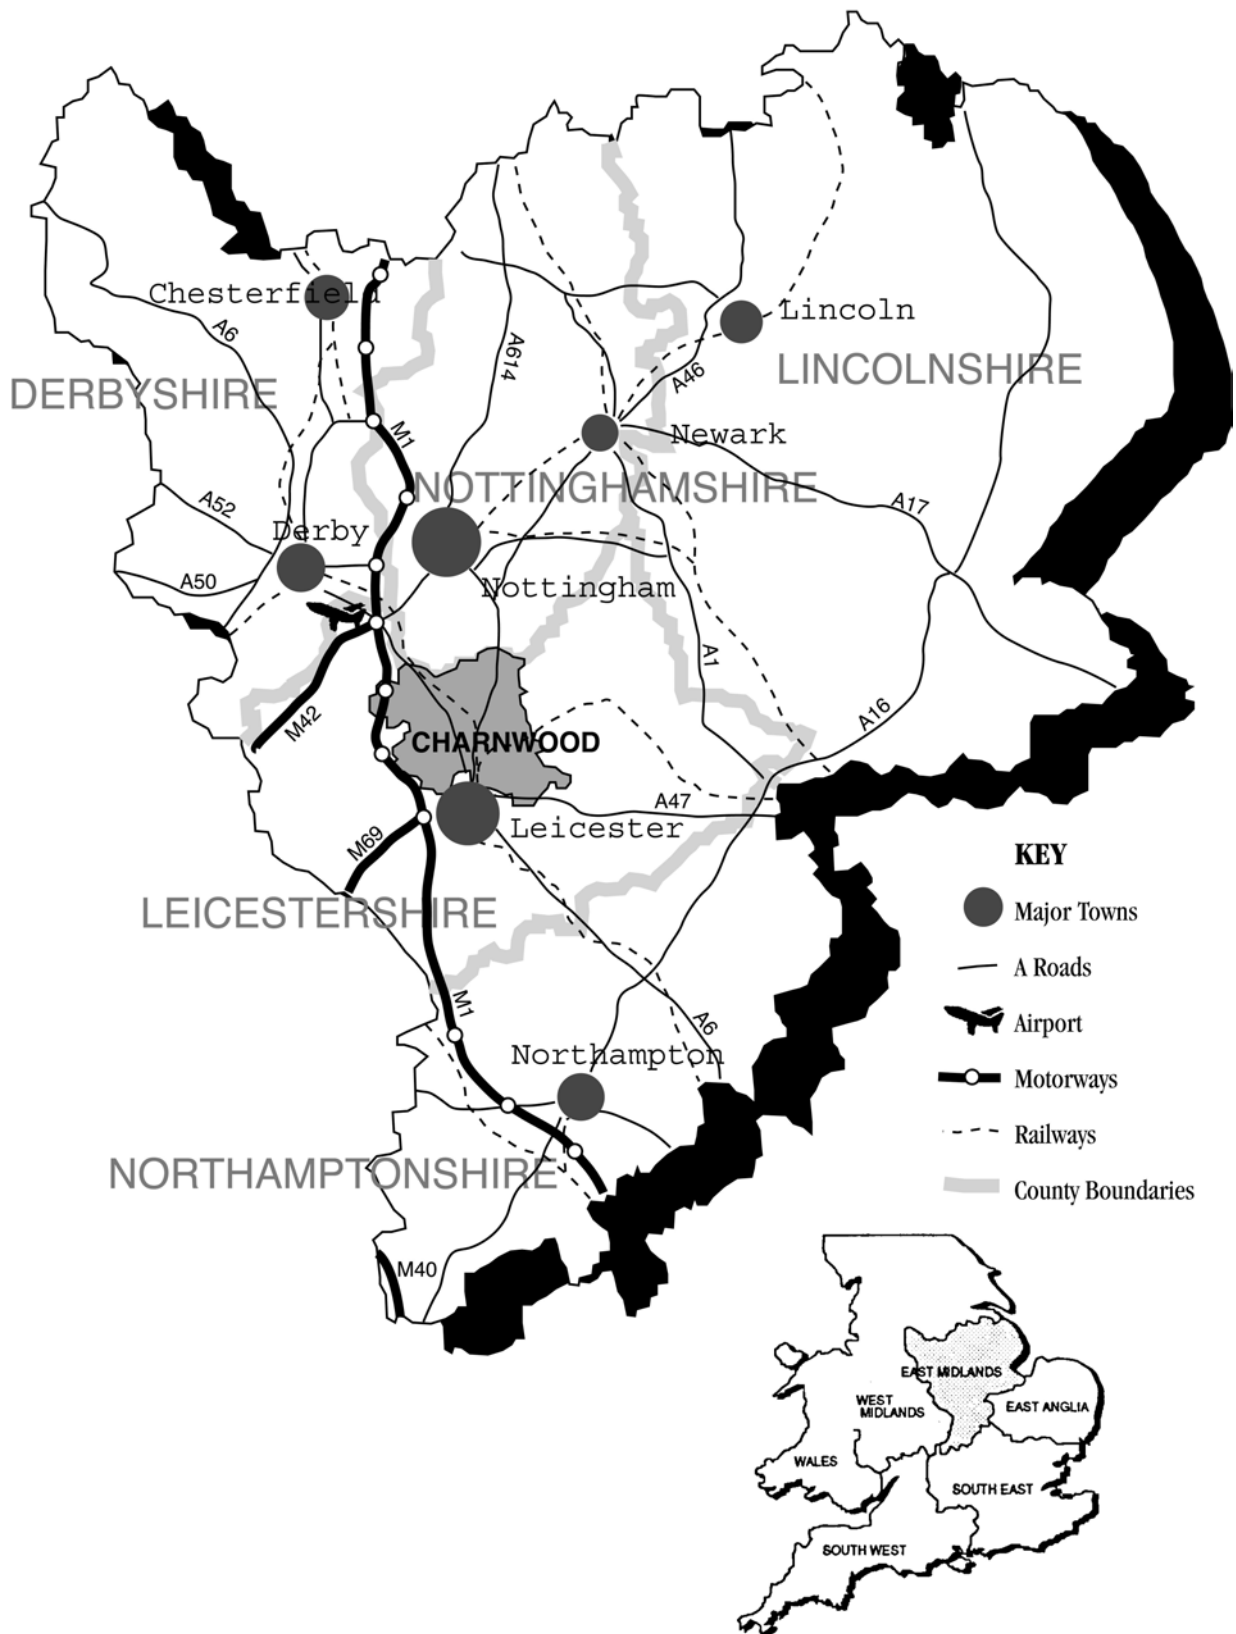 Chesterfield
A6
DERBYSHIRE
A614
Lincoln
LINCOLNSHIRE
A46
M1
Newark
NOTTINGHAMSHIRE
A52
A17
Derby
A50
Nottingham
A1
M42
A16
CHARNWOOD
A47
Leicester
M69
LEICESTERSHIRE
M1
A6
Northampton
NORTHAMPTONSHIRE
M40
KEY
Major Towns
A Roads
Airport
Motorways
Railways
County Boundaries
EAST MIDLANDS
WEST
MIDLANDS
EAST ANGLIA
WALES
SOUTH EAST
SOUTH WEST